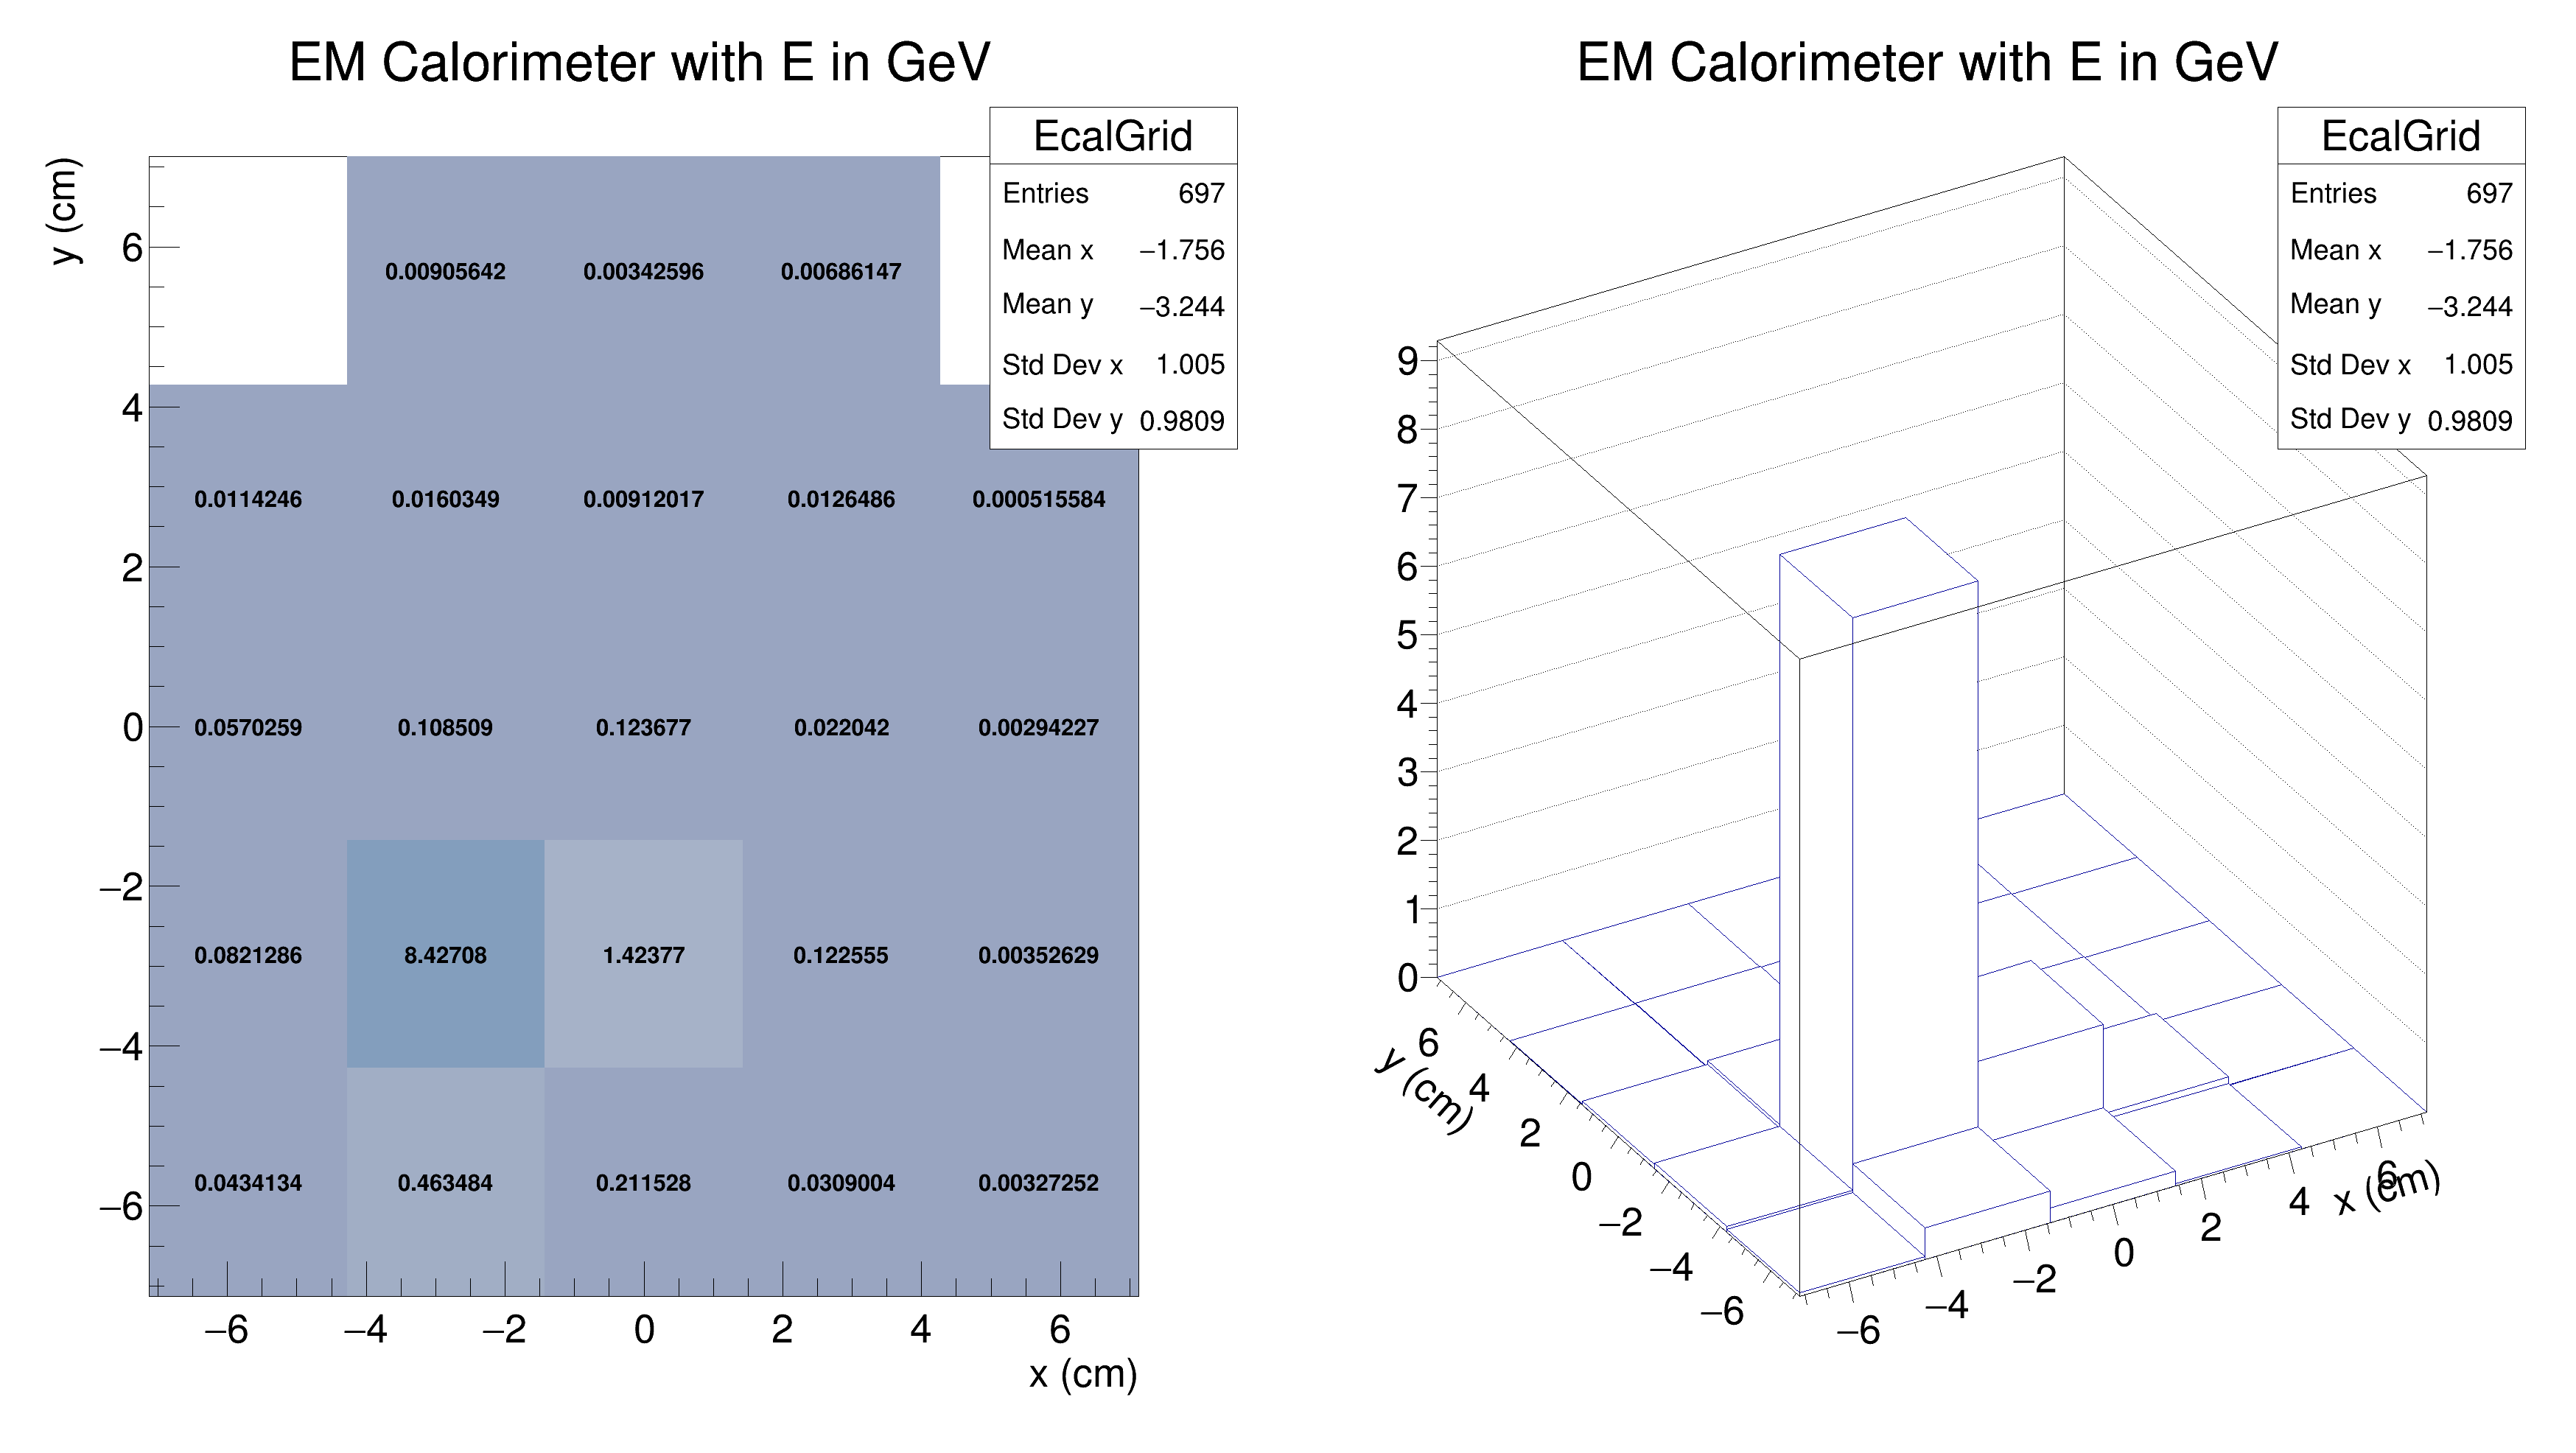 EM Calorimeter with E in GeV
EcalGrid
Entries 697
Mean x −1.756
Mean y −3.244
Std Dev x 1.005
Std Dev y 0.9809
y (cm)
6
4
2
0
−2
−4
−6
0.00905642 0.00342596 0.00686147
0.0114246 0.0160349 0.00912017 0.0126486 0.000515584
0.0570259 0.108509 0.123677 0.022042 0.00294227
0.0821286 8.42708 1.42377 0.122555 0.00352629
0.0434134 0.463484 0.211528 0.0309004 0.00327252
−6 −4 −2 0 2 4 6
x (cm)
EM Calorimeter with E in GeV
EcalGrid
Entries 697
Mean x −1.756
Mean y −3.244
Std Dev x 1.005
Std Dev y 0.9809
9
8
7
6
5
4
3
2
1
0
y (cm)
6
4
2
0
−2
−4
−6
−6 −4 −2 0 2 4 6
x (cm)